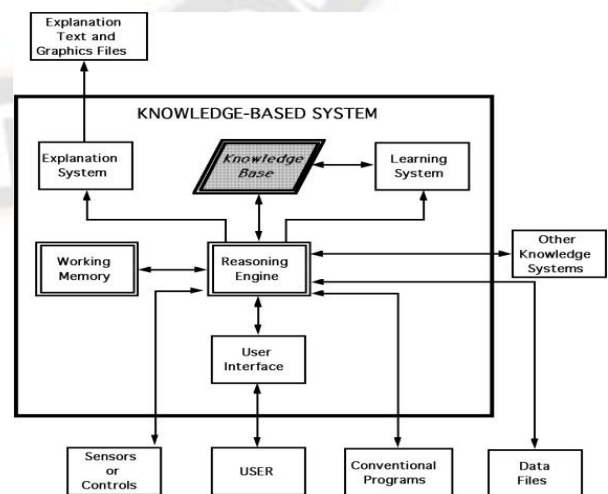 Explanation
Text and
Graphics Files
KNOWLEDGE-BASED SYSTEM
Explanation
System
Knowledge
Base
Learning
System
Working
Memory
Reasoning
Engine
Other
Knowledge
Systems
User
Interface
Sensors
or
Controls
USER
Conventional
Programs
Data
Files